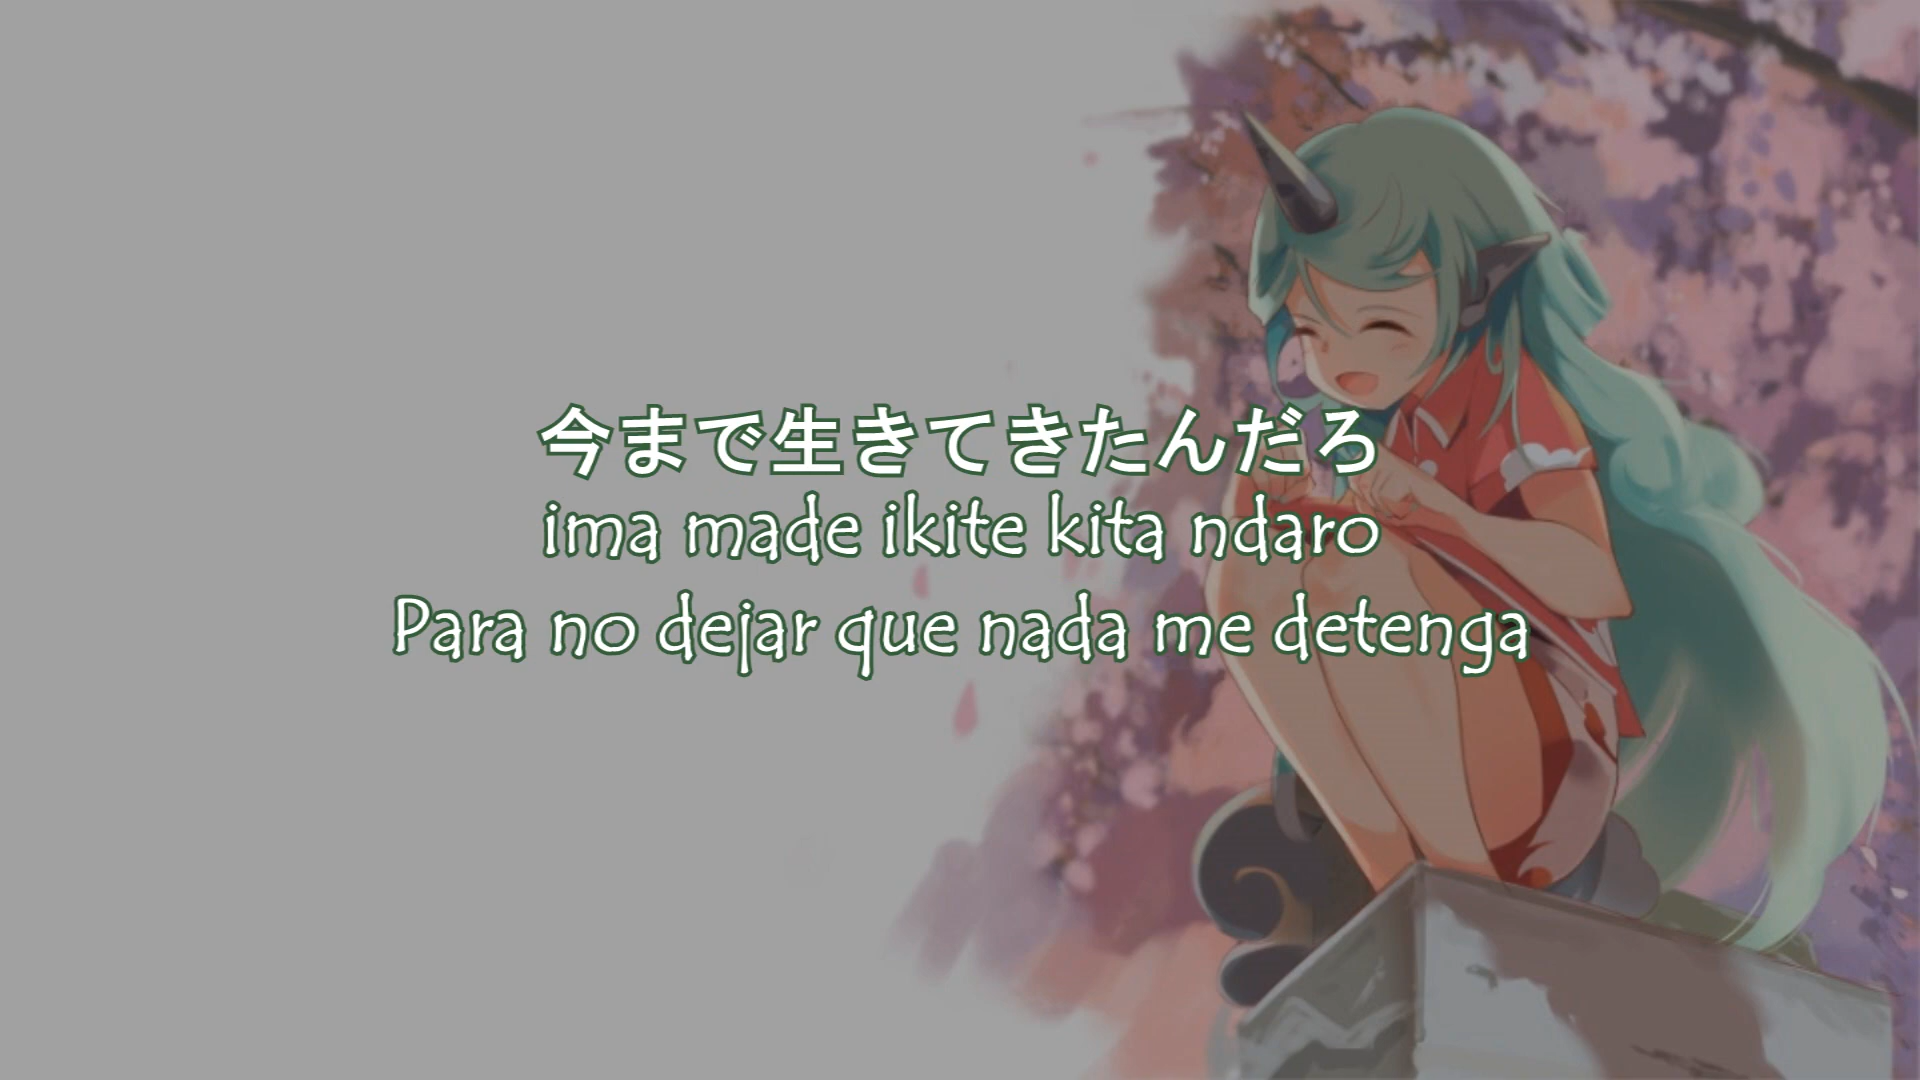 今まで生きてきたんだろ
ima made ikite kita ndaro
Para no dejar que nada me detenga